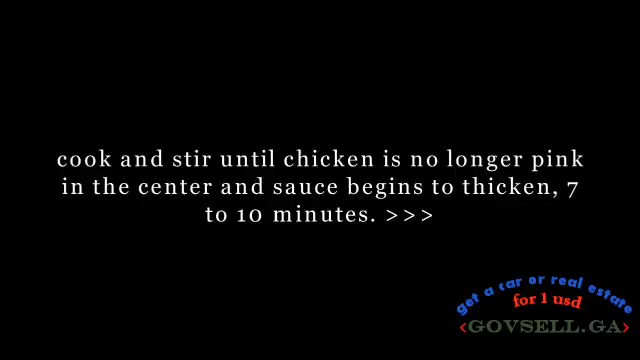 cook and stir until chicken is no longer pink
in the center and sauce begins to thicken, 7
to 10 minutes. >>>
get a car or real estate
for 1 usd
<GOVSELL.GA>